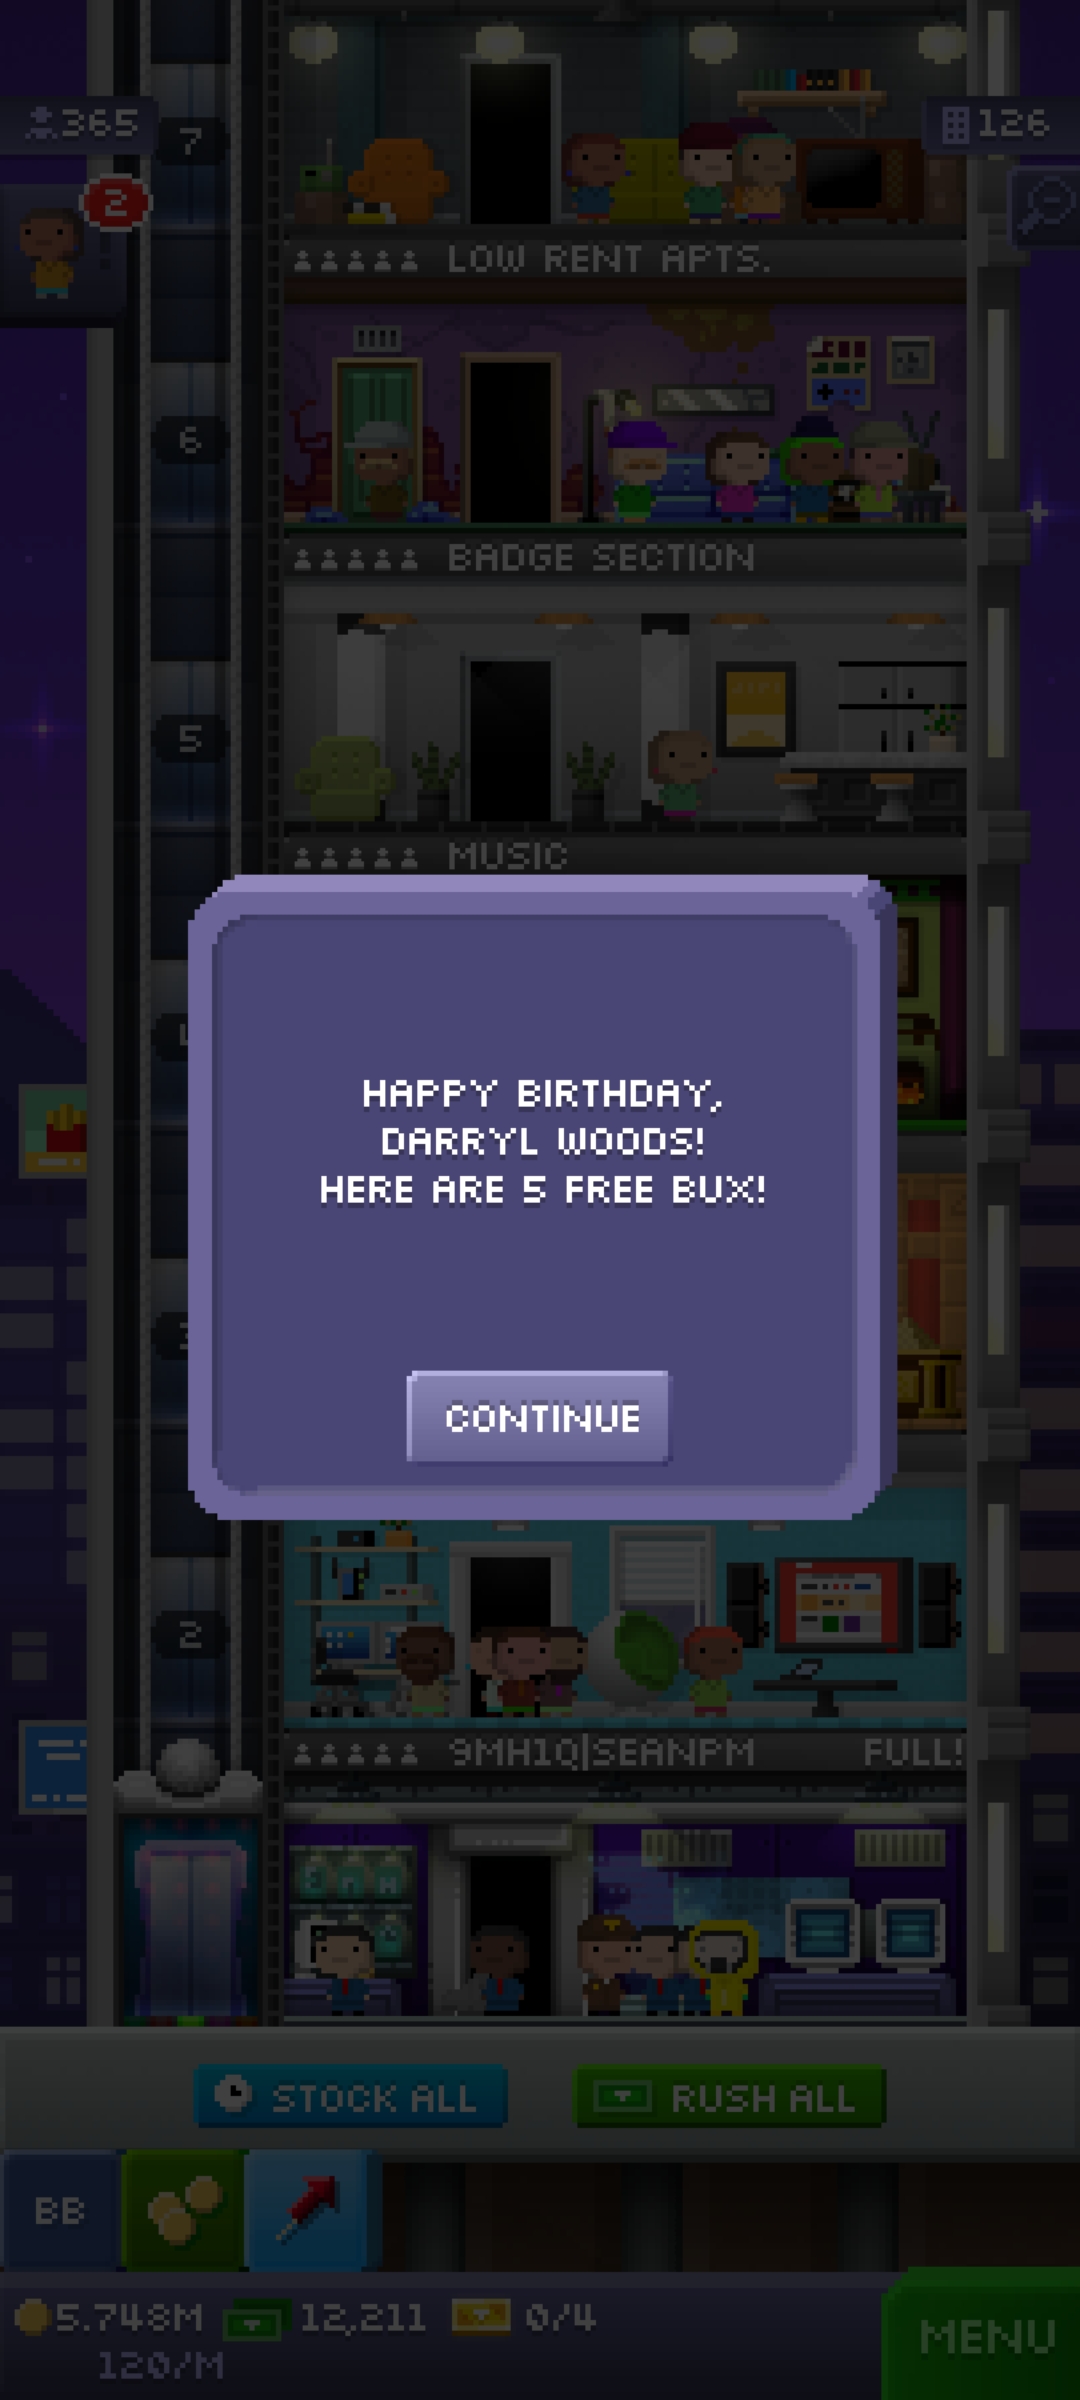 365
7
126
2
LOW RENT APTS.
6
BADGE SECTION
5
MUSIC
HAPPY BIRTHDAY,
DARRYL WOODS!
HERE ARE 5 FREE BUX!
CONTINUE
2
9MH1Q|SEANPM FULL!
STOCK ALL
RUSH ALL
BB
5.748M 12,211 0/4
120/M
MENU